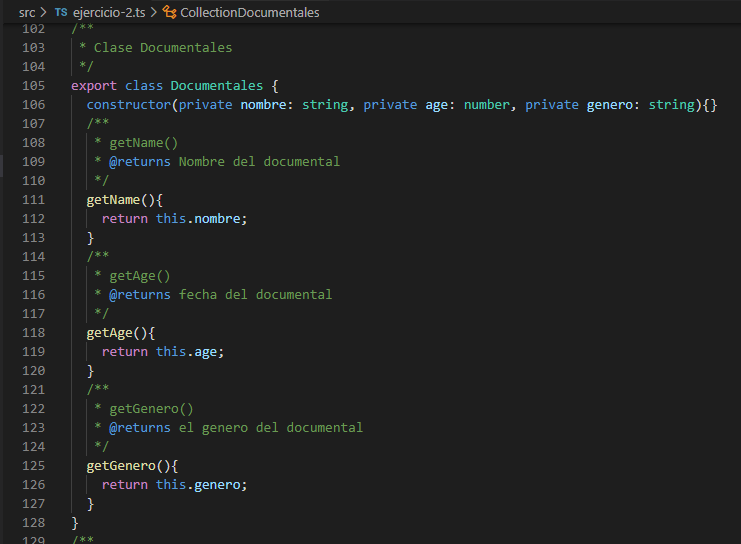 src > TS ejercicio-2.ts > CollectionDocumentales
102 /**
103  * Clase Documentales
104  */
105 export class Documentales {
106   constructor(private nombre: string, private age: number, private genero: string){}
107   /**
108    * getName()
109    * @returns Nombre del documental
110    */
111   getName(){
112     return this.nombre;
113   }
114   /**
115    * getAge()
116    * @returns fecha del documental
117    */
118   getAge(){
119     return this.age;
120   }
121   /**
122    * getGenero()
123    * @returns el genero del documental
124    */
125   getGenero(){
126     return this.genero;
127   }
128 }
129 /**